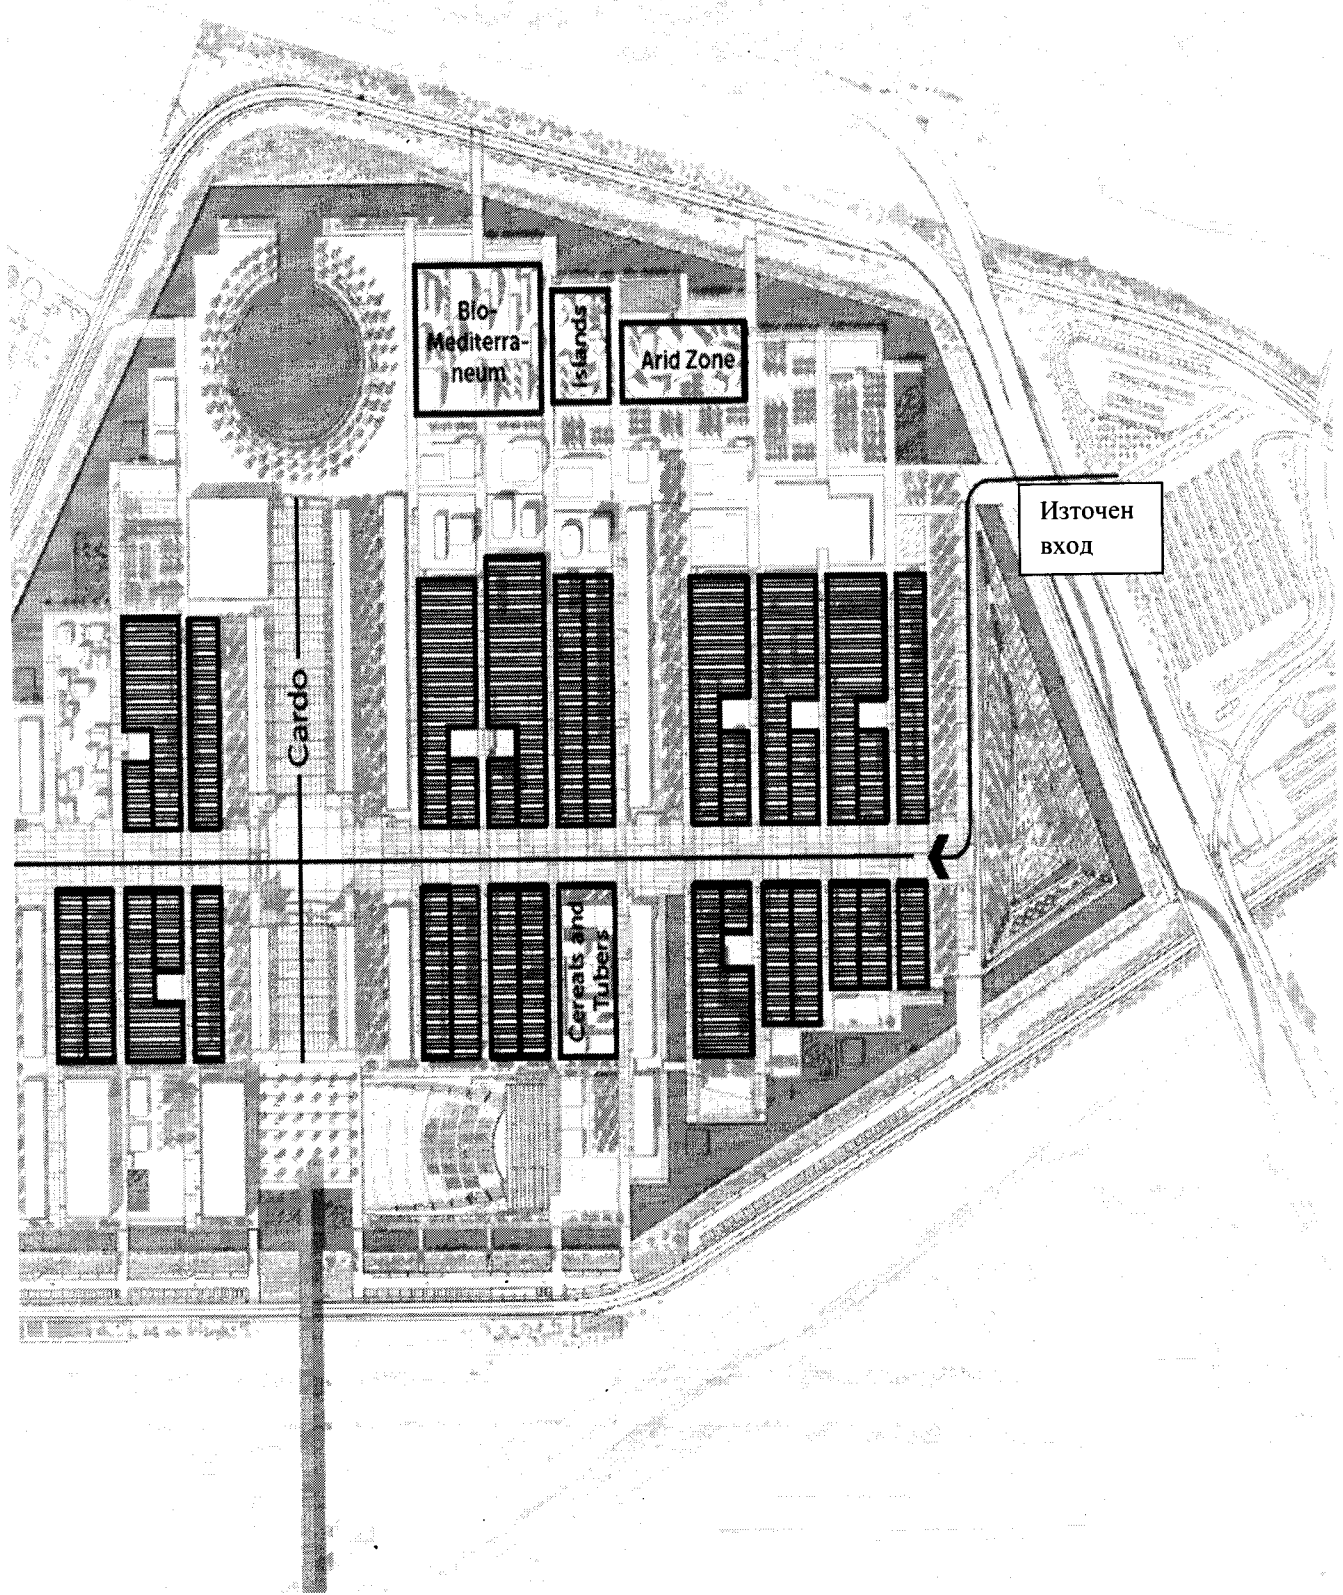 Bio-
Mediterra-
neum
Islands
Arid Zone
Източен
вход
Cardo
Cereals and
Tubers